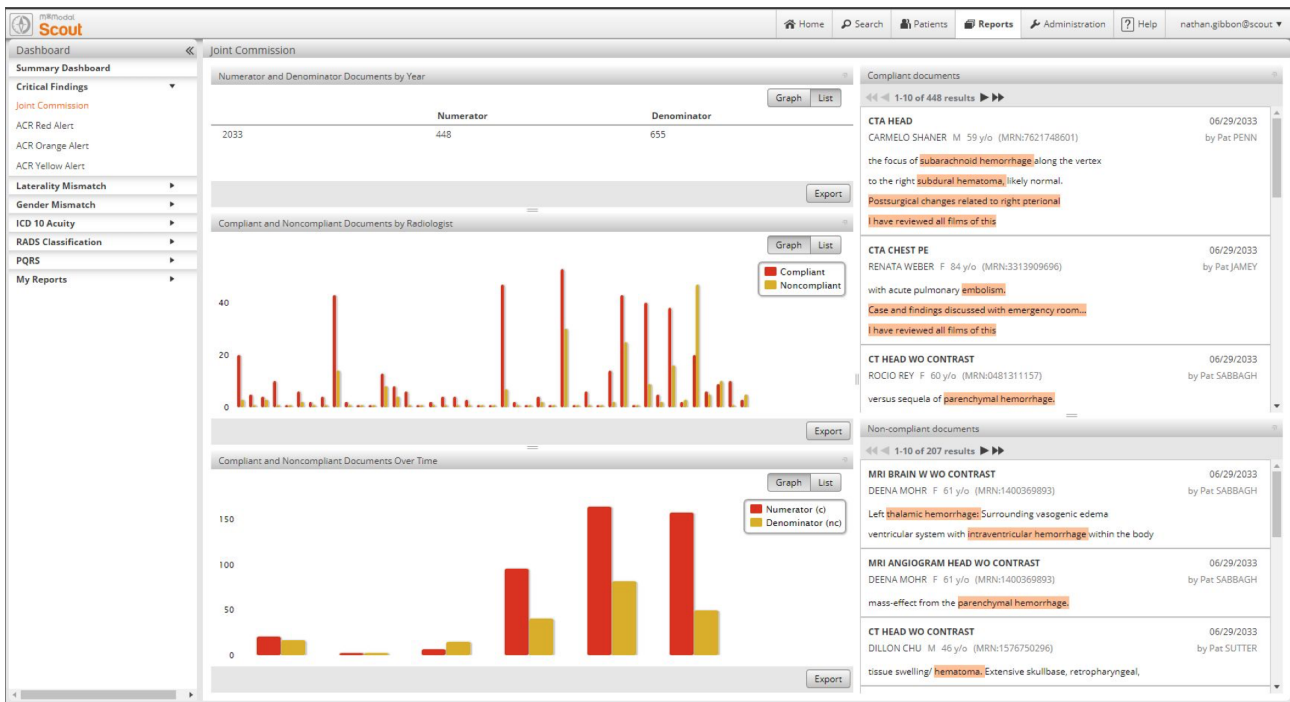 m*modal
Scout
Home
Search
Patients
Reports
Administration
? Help
nathan.gibbon@scout
Dashboard
Summary Dashboard
Critical Findings
Joint Commission
ACR Red Alert
ACR Orange Alert
ACR Yellow Alert
Laterality Mismatch
Gender Mismatch
ICD 10 Acuity
RADS Classification
PQRS
My Reports
Joint Commission
Numerator and Denominator Documents by Year
Graph List
Numerator Denominator
2033 448 655
Export
Compliant and Noncompliant Documents by Radiologist
Graph List
Compliant
Noncompliant
40
20
0
Export
Compliant and Noncompliant Documents Over Time
Graph List
Numerator (c)
Denominator (nc)
150
100
50
0
Export
Compliant documents
1-10 of 448 results
CTA HEAD 06/29/2033
CARMELO SHANER M 59 y/o (MRN:7621748601) by Pat PENN
the focus of subarachnoid hemorrhage along the vertex
to the right subdural hematoma, likely normal.
Postsurgical changes related to right pterional
I have reviewed all films of this
CTA CHEST PE 06/29/2033
RENATA WEBER F 84 y/o (MRN:3313909696) by Pat JAMEY
with acute pulmonary embolism.
Case and findings discussed with emergency room...
I have reviewed all films of this
CT HEAD WO CONTRAST 06/29/2033
ROCIO REY F 60 y/o (MRN:0481311157) by Pat SABBAGH
versus sequela of parenchymal hemorrhage.
Non-compliant documents
1-10 of 207 results
MRI BRAIN W WO CONTRAST 06/29/2033
DEENA MOHR F 61 y/o (MRN:1400369893) by Pat SABBAGH
Left thalamic hemorrhage: Surrounding vasogenic edema
ventricular system with intraventricular hemorrhage within the body
MRI ANGIOGRAM HEAD WO CONTRAST 06/29/2033
DEENA MOHR F 61 y/o (MRN:1400369893) by Pat SABBAGH
mass-effect from the parenchymal hemorrhage.
CT HEAD WO CONTRAST 06/29/2033
DILLON CHU M 46 y/o (MRN:1576750296) by Pat SUTTER
tissue swelling/ hematoma. Extensive skullbase, retropharyngeal,